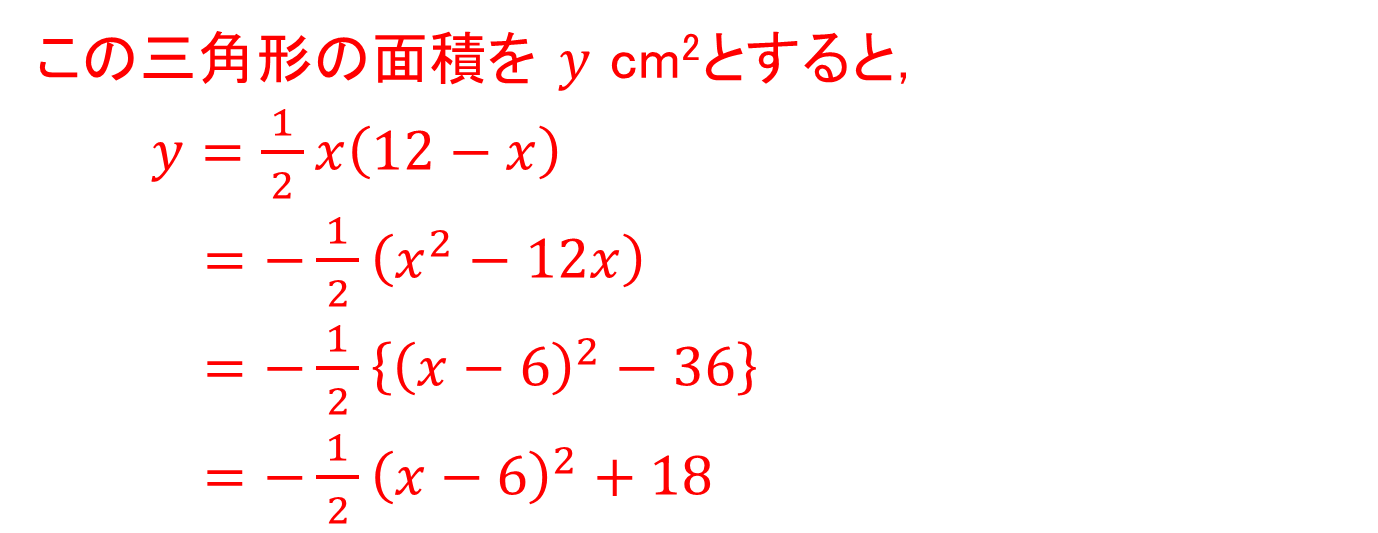 この三角形の面積を y cm²とすると,
y = 1/2 x(12 − x)
= − 1/2 (x² − 12x)
= − 1/2 {(x − 6)² − 36}
= − 1/2 (x − 6)² + 18